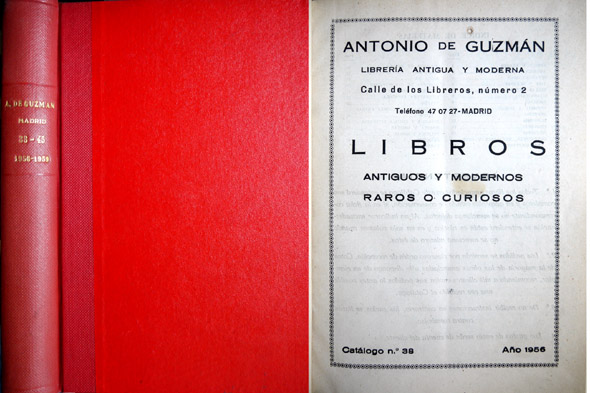 A. DE GUZMAN
MADRID
38 - 45
1956-1959
ANTONIO DE GUZMÁN
LIBRERÍA ANTIGUA Y MODERNA
Calle de los Libreros, número 2
Teléfono 47 07 27-MADRID
LIBROS
ANTIGUOS Y MODERNOS
RAROS O CURIOSOS
Catálogo n.º 38
Año 1956